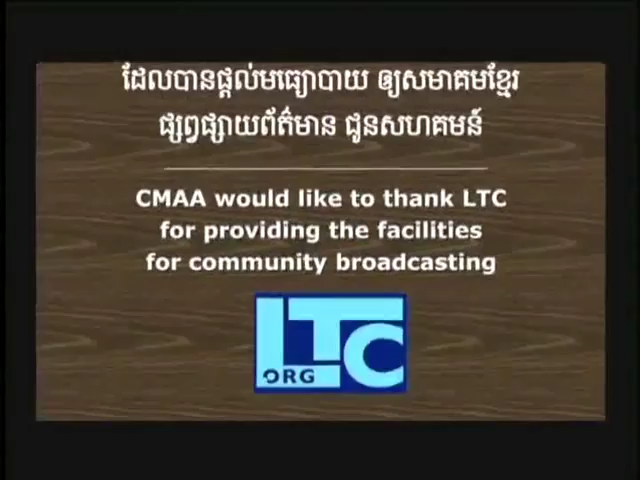 ដែលបានផ្តល់មធ្យោបាយ ឲ្យសមាគមខ្មែរ
ផ្សព្វផ្សាយព័ត៌មាន ជូនសហគមន៍
CMAA would like to thank LTC
for providing the facilities
for community broadcasting
LTC
.ORG